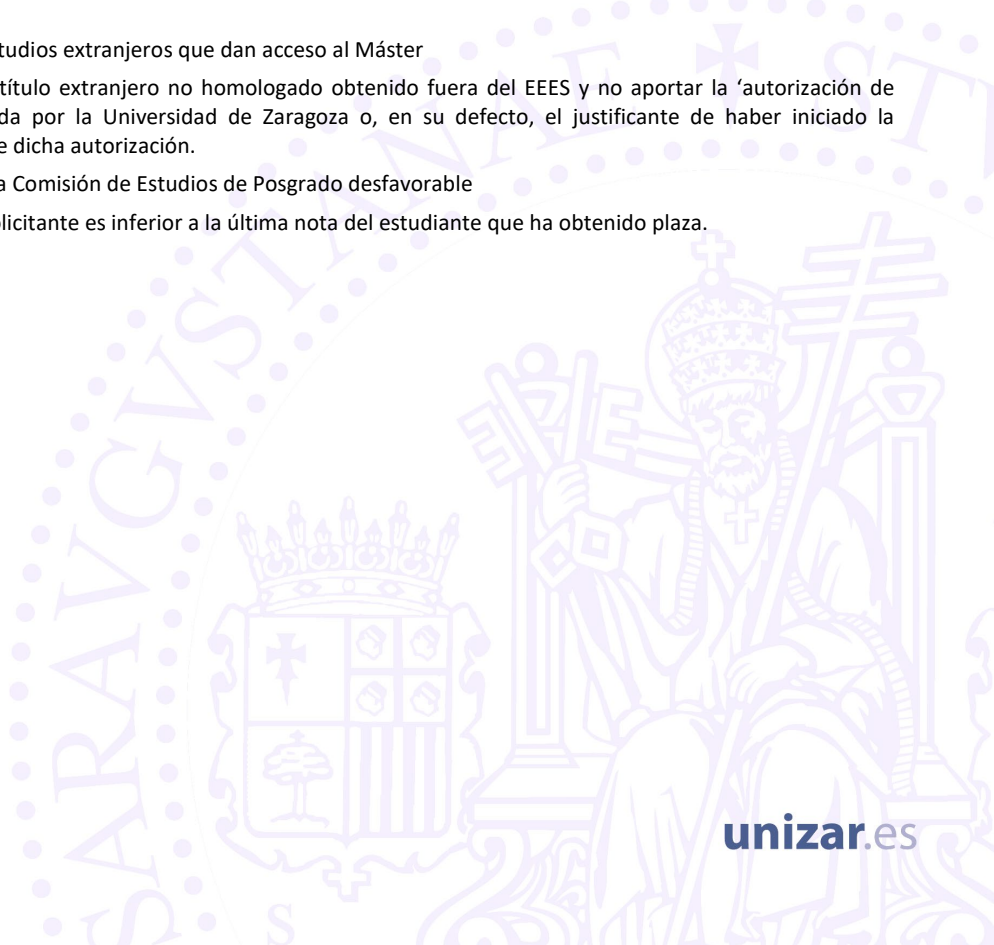 tudios extranjeros que dan acceso al Máster
título extranjero no homologado obtenido fuera del EEES y no aportar la ‘autorización de
da por la Universidad de Zaragoza o, en su defecto, el justificante de haber iniciado la
e dicha autorización.
a Comisión de Estudios de Posgrado desfavorable
licitante es inferior a la última nota del estudiante que ha obtenido plaza.
SARAVGVSTANAE ST
unizar.es
S